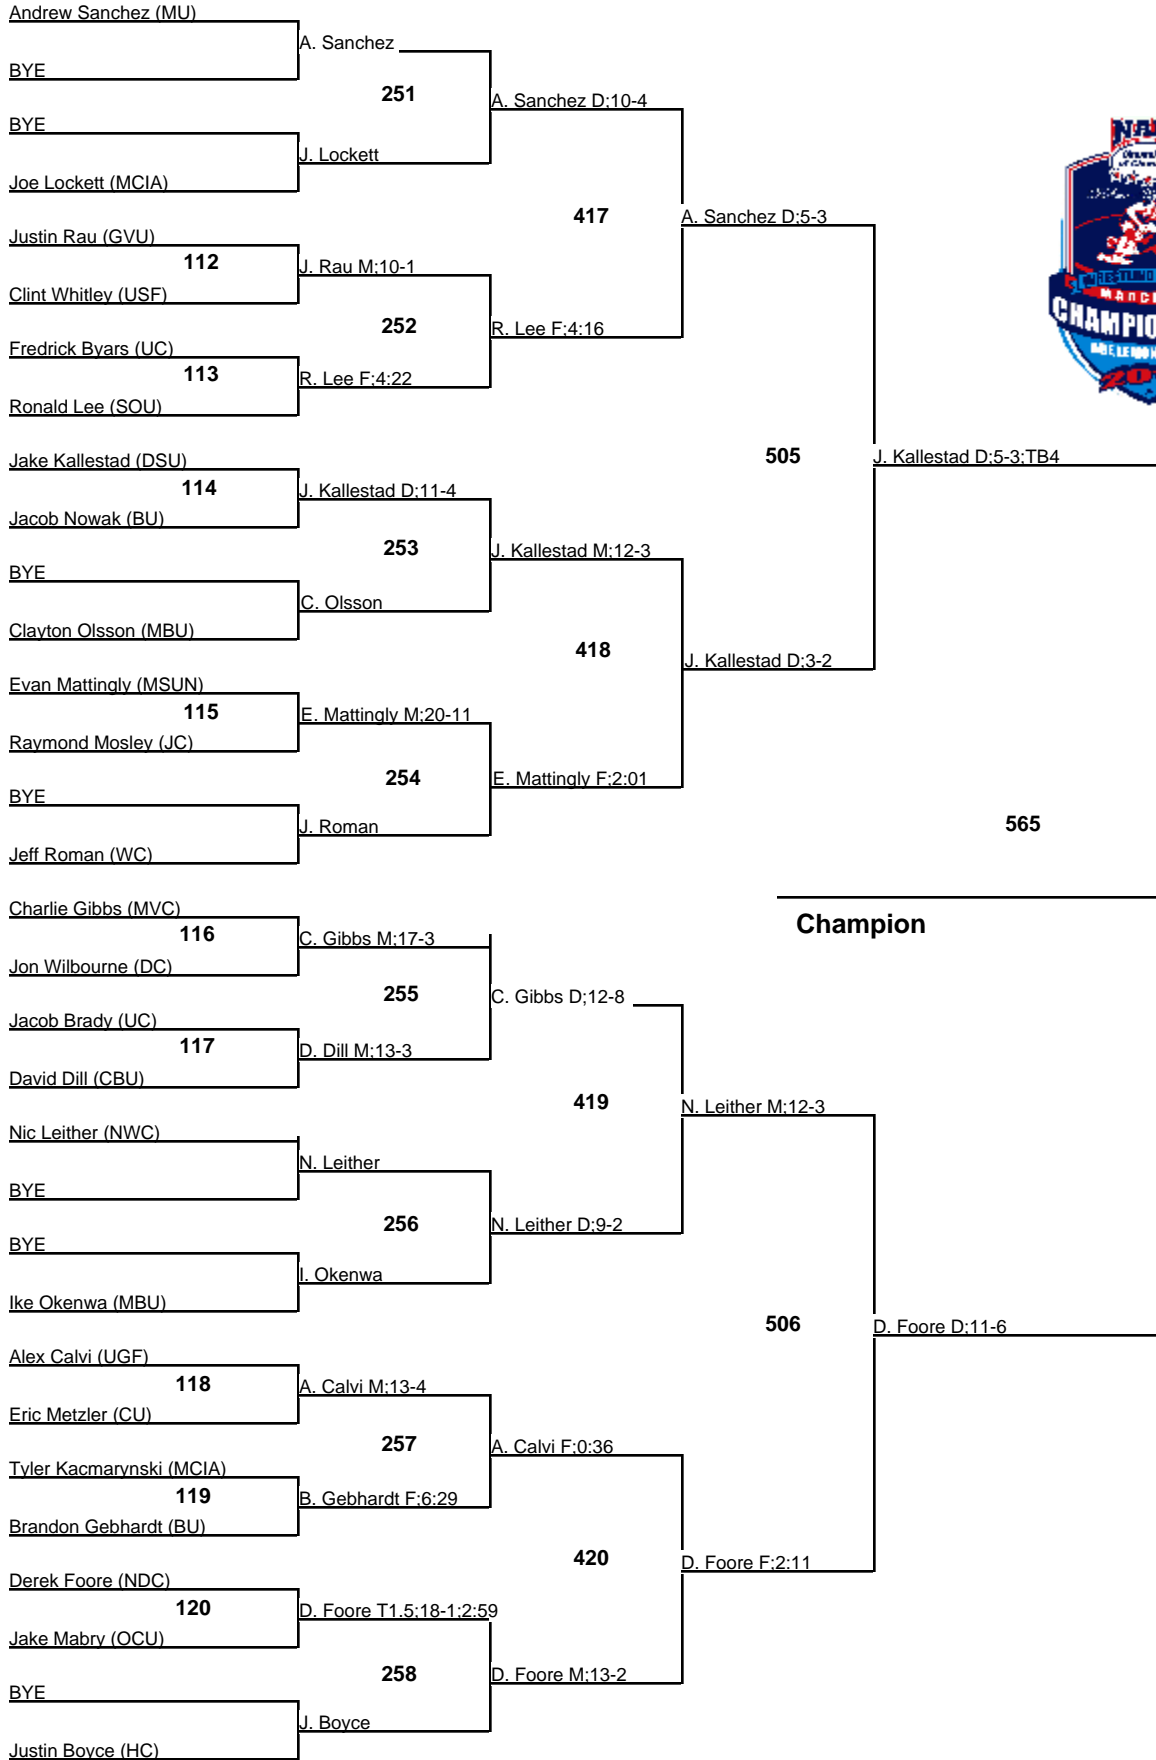 Andrew Sanchez (MU)
A. Sanchez
BYE
251
A. Sanchez D;10-4
BYE
J. Lockett
Joe Lockett (MCIA)
417
A. Sanchez D;5-3
Justin Rau (GVU)
112
J. Rau M;10-1
Clint Whitley (USF)
252
R. Lee F;4:16
Fredrick Byars (UC)
113
R. Lee F;4:22
Ronald Lee (SOU)
505
J. Kallestad D;5-3;TB4
Jake Kallestad (DSU)
114
J. Kallestad D;11-4
Jacob Nowak (BU)
253
J. Kallestad M;12-3
BYE
C. Olsson
Clayton Olsson (MBU)
418
J. Kallestad D;3-2
Evan Mattingly (MSUN)
115
E. Mattingly M;20-11
Raymond Mosley (JC)
254
E. Mattingly F;2:01
BYE
J. Roman
Jeff Roman (WC)
565
Champion
Charlie Gibbs (MVC)
116
C. Gibbs M;17-3
Jon Wilbourne (DC)
255
C. Gibbs D;12-8
Jacob Brady (UC)
117
D. Dill M;13-3
David Dill (CBU)
419
N. Leither M;12-3
Nic Leither (NWC)
N. Leither
BYE
256
N. Leither D;9-2
BYE
I. Okenwa
Ike Okenwa (MBU)
506
D. Foore D;11-6
Alex Calvi (UGF)
118
A. Calvi M;13-4
Eric Metzler (CU)
257
A. Calvi F;0:36
Tyler Kacmarynski (MCIA)
119
B. Gebhardt F;6:29
Brandon Gebhardt (BU)
420
D. Foore F;2:11
Derek Foore (NDC)
120
D. Foore T1.5;18-1;2:59
Jake Mabry (OCU)
258
D. Foore M;13-2
BYE
J. Boyce
Justin Boyce (HC)